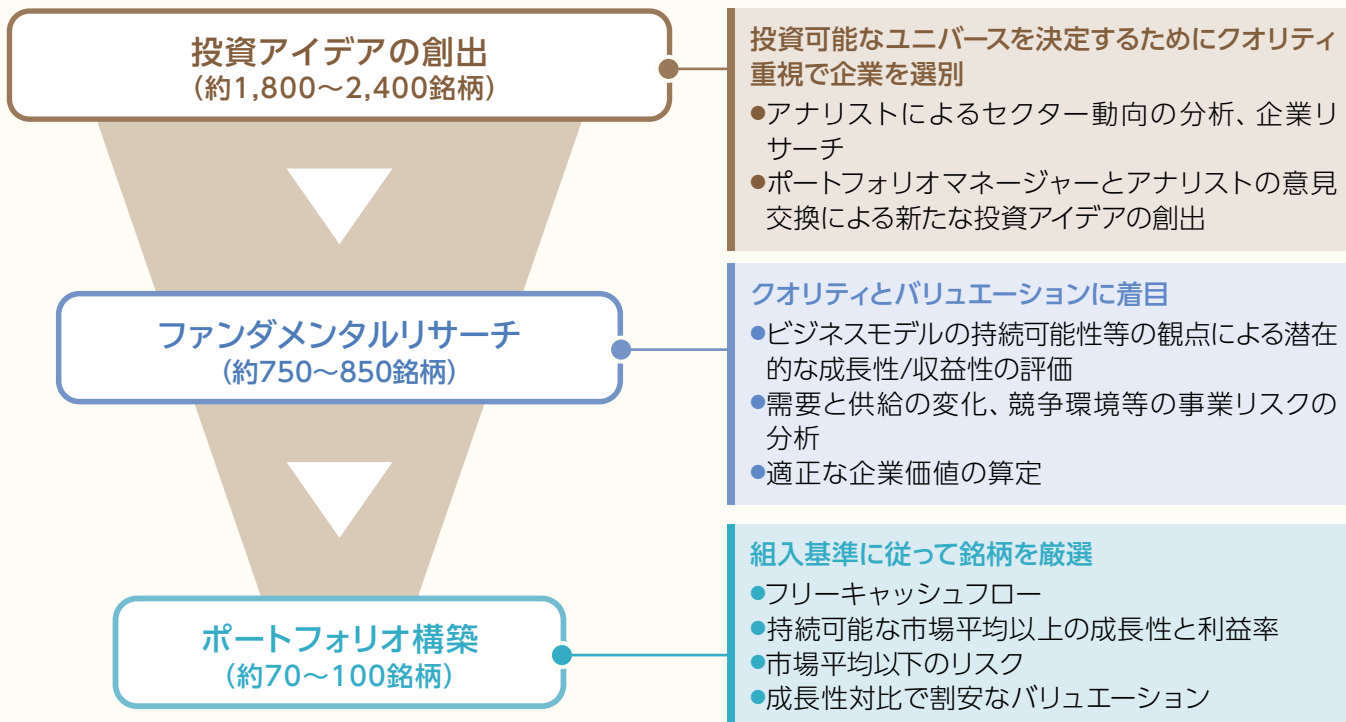 投資アイデアの創出
（約1,800～2,400銘柄）
投資可能なユニバースを決定するためにクオリティ
重視で企業を選別
●アナリストによるセクター動向の分析、企業リ
サーチ
●ポートフォリオマネージャーとアナリストの意見
交換による新たな投資アイデアの創出
ファンダメンタルリサーチ
（約750～850銘柄）
クオリティとバリュエーションに着目
●ビジネスモデルの持続可能性等の観点による潜在
的な成長性/収益性の評価
●需要と供給の変化、競争環境等の事業リスクの
分析
●適正な企業価値の算定
ポートフォリオ構築
（約70～100銘柄）
組入基準に従って銘柄を厳選
●フリーキャッシュフロー
●持続可能な市場平均以上の成長性と利益率
●市場平均以下のリスク
●成長性対比で割安なバリュエーション